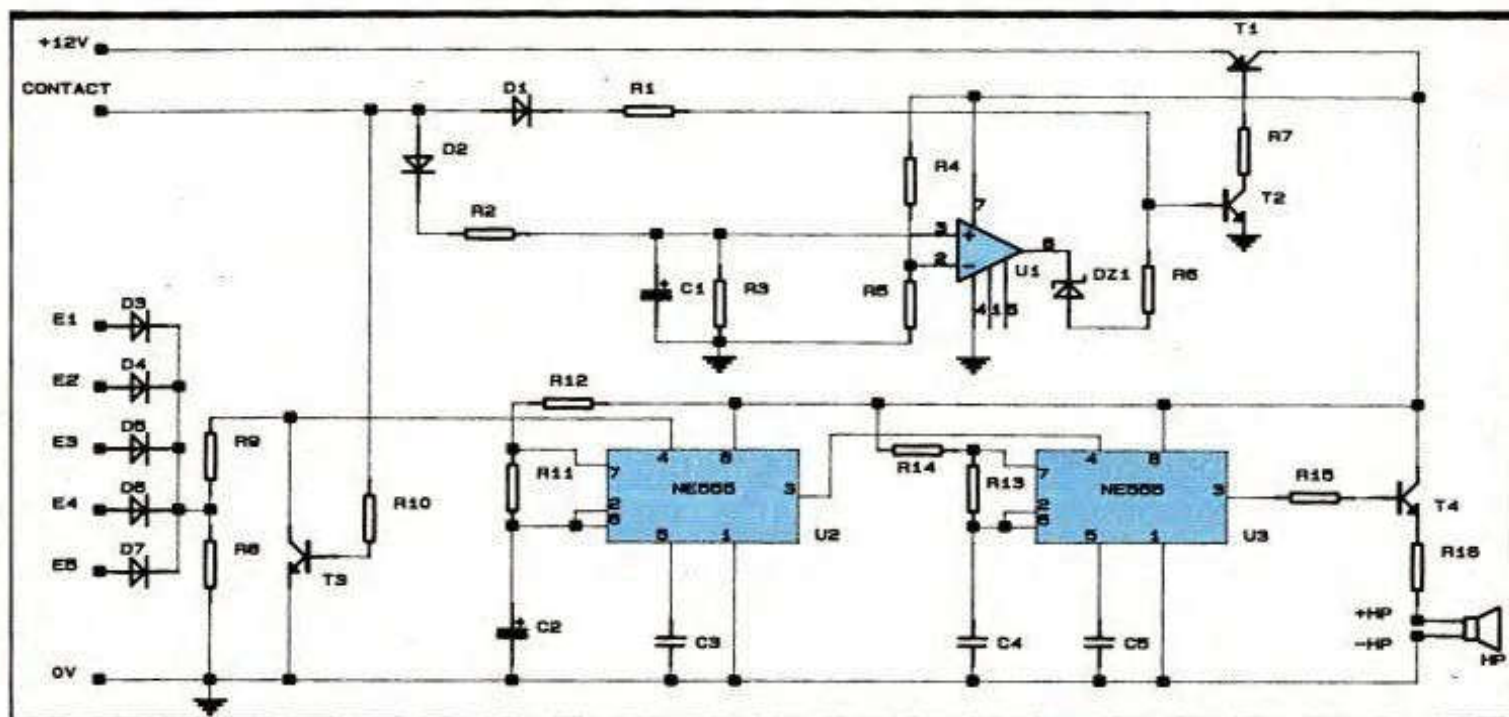 +12V
T1
CONTACT
D1
R1
D2
R4
R7
R2
7
T2
3
+
2
-
6
U1
DZ1
R6
C1
R3
R5
4 1 5
D3
E1
D4
E2
R12
D5
E3
R9
4
8
R14
4
8
D6
E4
R10
R11
7
NE555
3
R13
7
NE555
3
R15
2
6
2
6
T4
D7
E5
R8
T3
5
1
U2
5
1
U3
R16
+HP
C2
C3
C4
C5
-HP
HP
0V